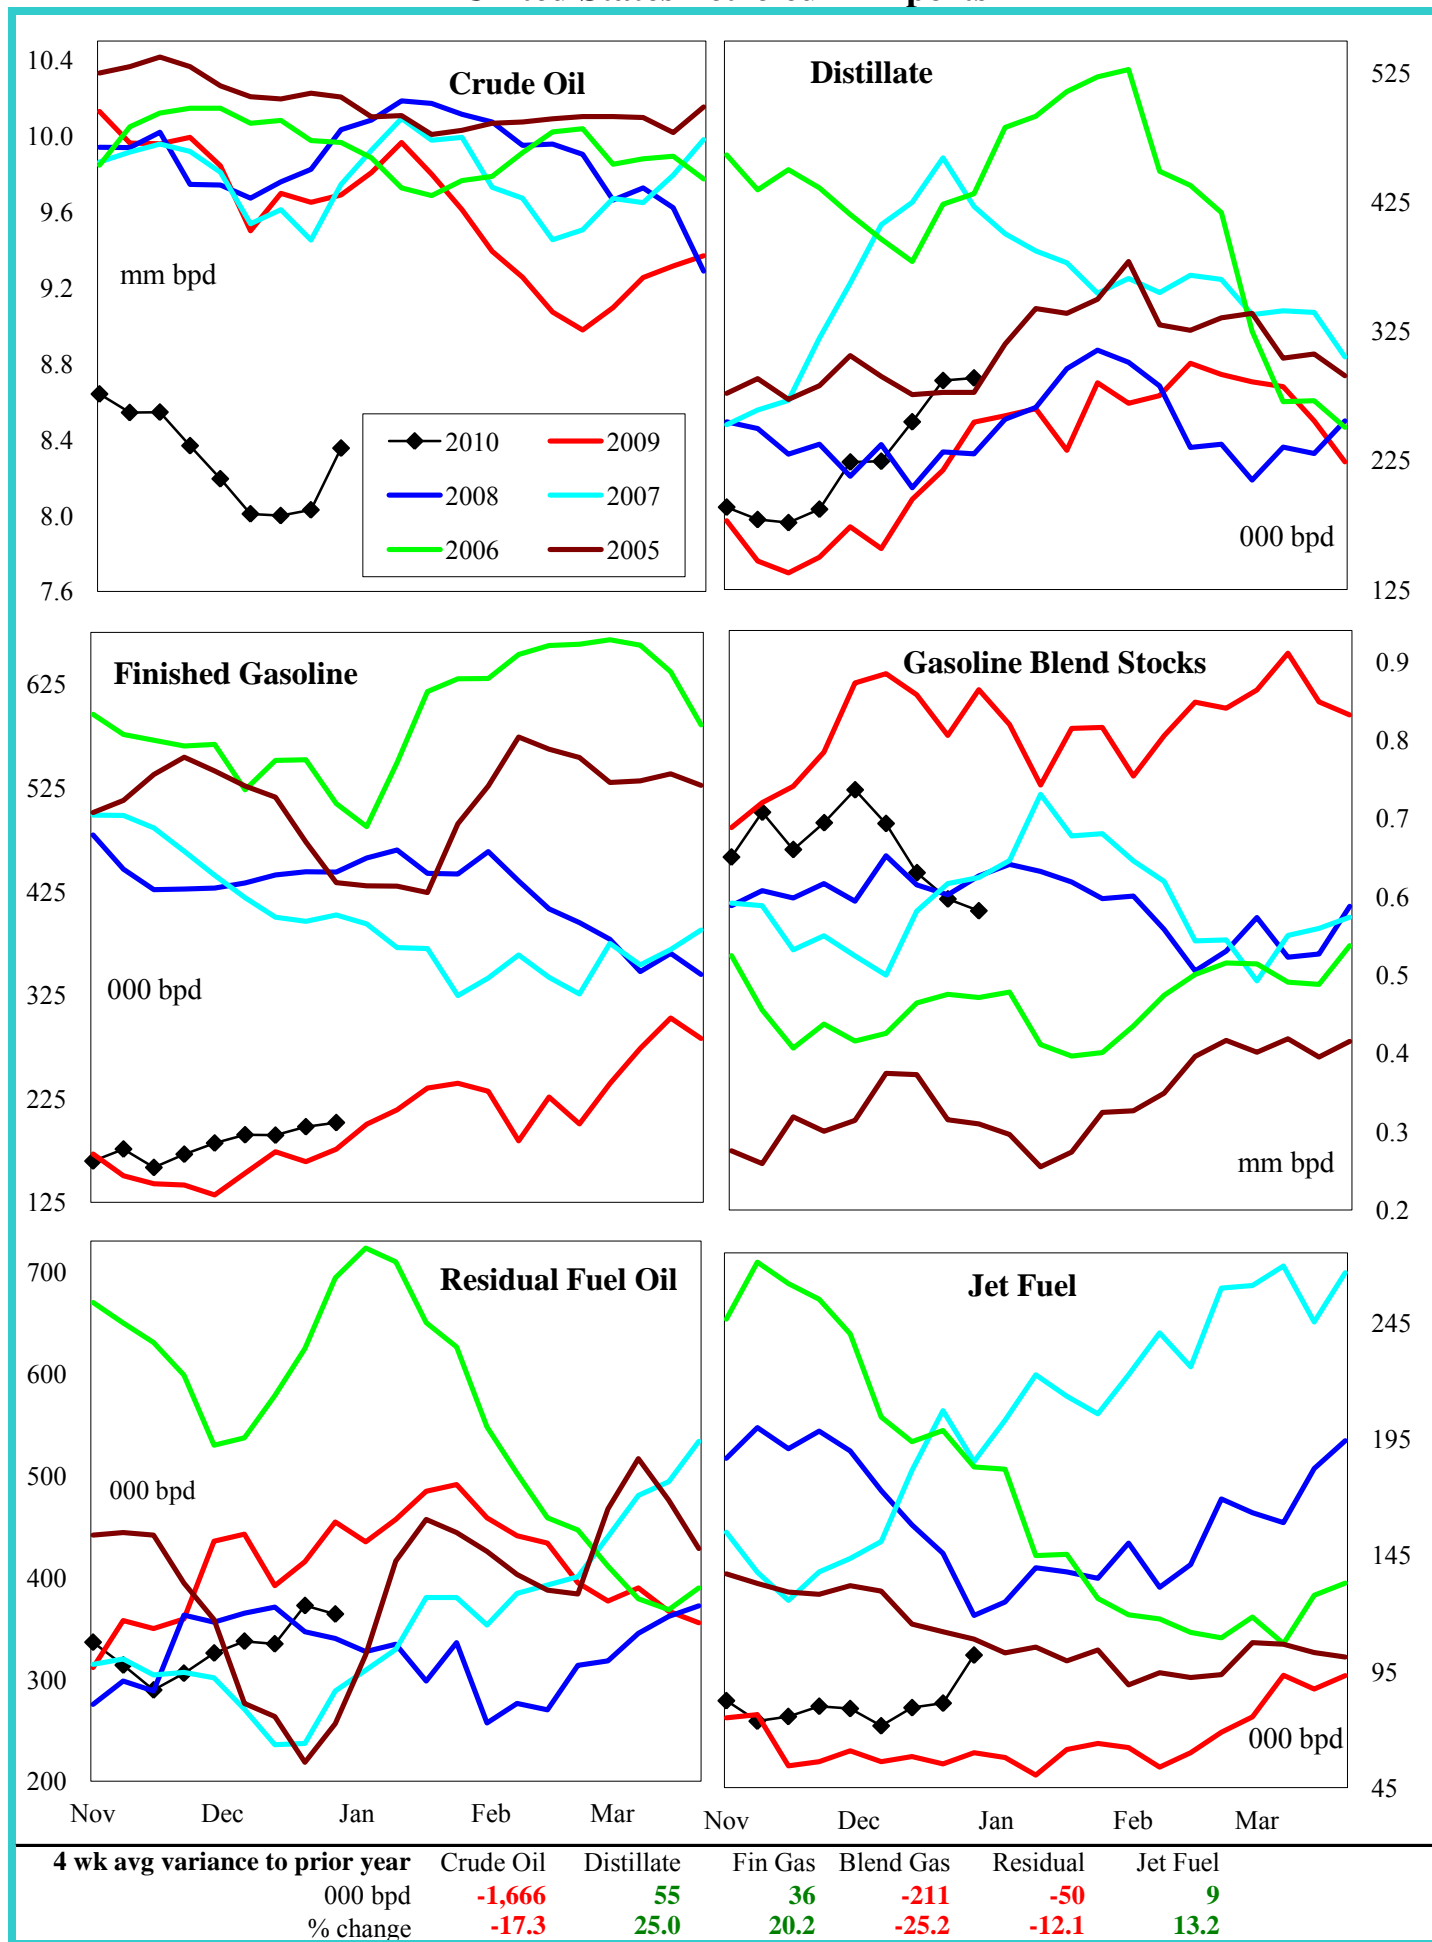 Crude Oil
10.4
10.0
9.6
9.2
8.8
8.4
8.0
7.6
mm bpd
2010 2009
2008 2007
2006 2005
Distillate
525
425
325
225
125
000 bpd
Finished Gasoline
625
525
425
325
225
125
000 bpd
Gasoline Blend Stocks
0.9
0.8
0.7
0.6
0.5
0.4
0.3
0.2
mm bpd
Residual Fuel Oil
700
600
500
400
300
200
000 bpd
Nov Dec Jan Feb Mar
Jet Fuel
245
195
145
95
45
000 bpd
Nov Dec Jan Feb Mar
4 wk avg variance to prior year Crude Oil Distillate Fin Gas Blend Gas Residual Jet Fuel
000 bpd -1,666 55 36 -211 -50 9
% change -17.3 25.0 20.2 -25.2 -12.1 13.2